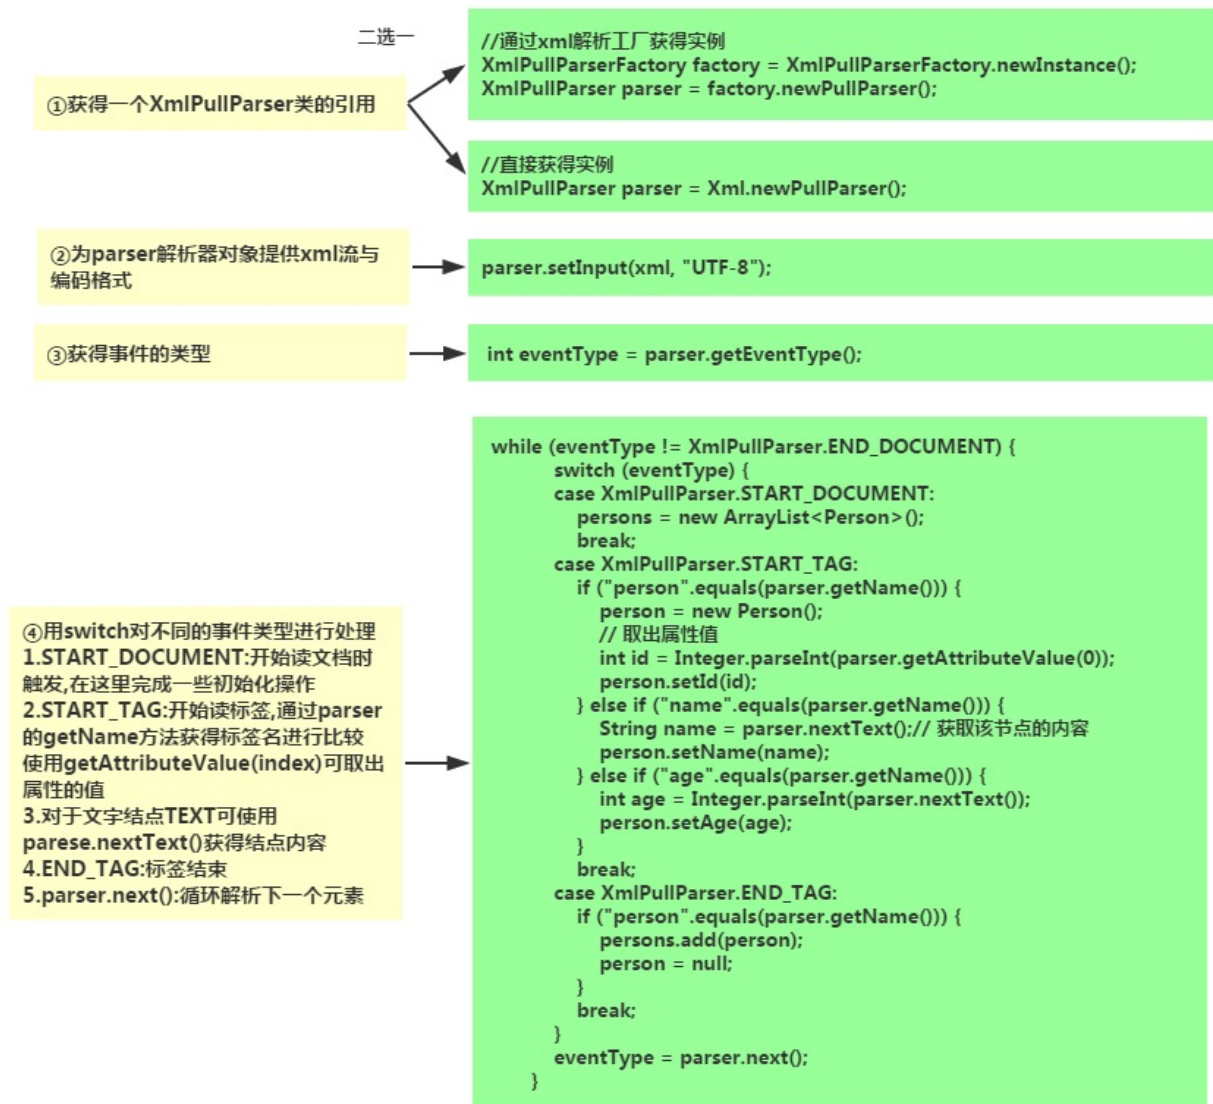 二选一
①获得一个XmlPullParser类的引用
//通过xml解析工厂获得实例
XmlPullParserFactory factory = XmlPullParserFactory.newInstance();
XmlPullParser parser = factory.newPullParser();
//直接获得实例
XmlPullParser parser = Xml.newPullParser();
②为parser解析器对象提供xml流与
编码格式
parser.setInput(xml, "UTF-8");
③获得事件的类型
int eventType = parser.getEventType();
④用switch对不同的事件类型进行处理
1.START_DOCUMENT:开始读文档时
触发,在这里完成一些初始化操作
2.START_TAG:开始读标签,通过parser
的getName方法获得标签名进行比较
使用getAttributeValue(index)可取出
属性的值
3.对于文字结点TEXT可使用
parese.nextText()获得结点内容
4.END_TAG:标签结束
5.parser.next():循环解析下一个元素
while (eventType != XmlPullParser.END_DOCUMENT) {
switch (eventType) {
case XmlPullParser.START_DOCUMENT:
persons = new ArrayList<Person>();
break;
case XmlPullParser.START_TAG:
if ("person".equals(parser.getName())) {
person = new Person();
// 取出属性值
int id = Integer.parseInt(parser.getAttributeValue(0));
person.setId(id);
} else if ("name".equals(parser.getName())) {
String name = parser.nextText();// 获取该节点的内容
person.setName(name);
} else if ("age".equals(parser.getName())) {
int age = Integer.parseInt(parser.nextText());
person.setAge(age);
}
break;
case XmlPullParser.END_TAG:
if ("person".equals(parser.getName())) {
persons.add(person);
person = null;
}
break;
}
eventType = parser.next();
}